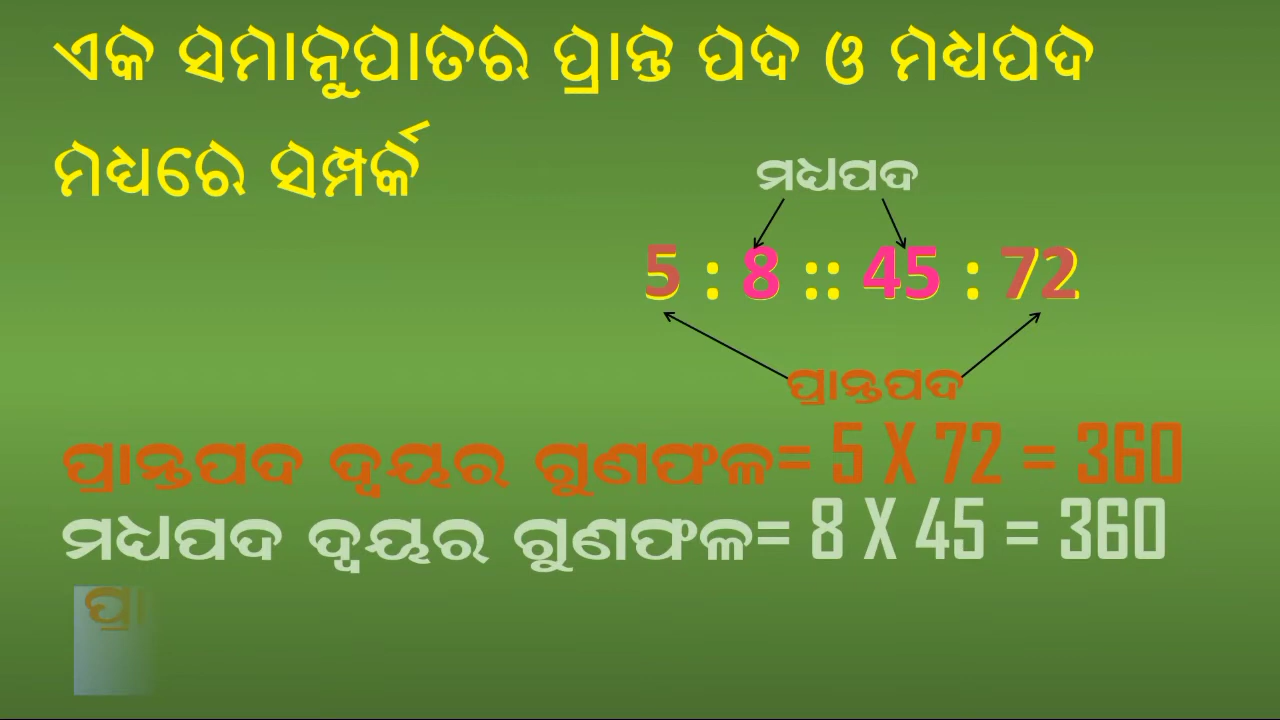 ଏକ ସମାନୁପାତର ପ୍ରାନ୍ତ ପଦ ଓ ମଧ୍ୟପଦ
ମଧ୍ୟରେ ସମ୍ପର୍କ
ମଧ୍ୟପଦ
5 : 8 :: 45 : 72
ପ୍ରାନ୍ତପଦ
ପ୍ରାନ୍ତପଦ ଦ୍ୱୟର ଗୁଣଫଳ= 5 X 72 = 360
ମଧ୍ୟପଦ ଦ୍ୱୟର ଗୁଣଫଳ= 8 X 45 = 360